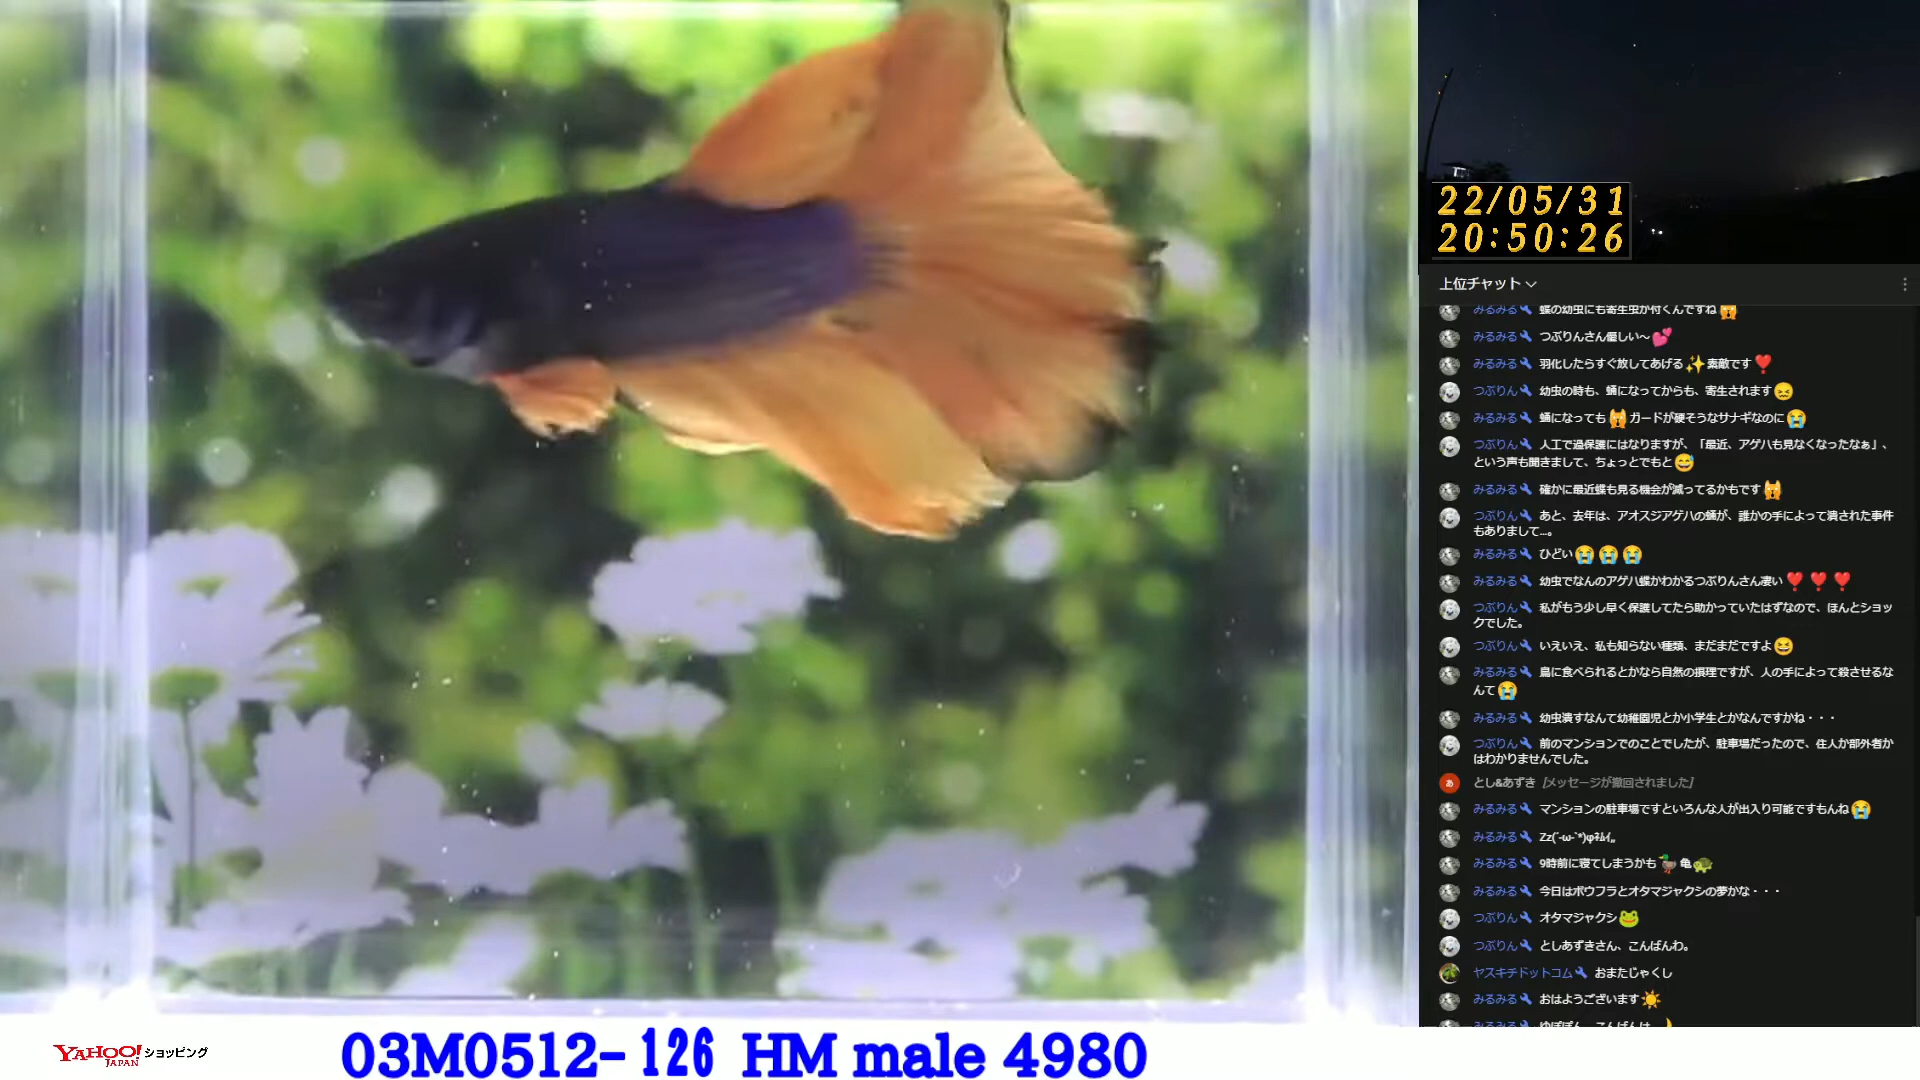 22/05/31
20:50:26
上位チャット
みるみる 蝶の幼虫にも寄生虫が付くんですね🙀
みるみる つぶりんさん優しい〜💕
みるみる 羽化したらすぐ放してあげる✨素敵です❣️
つぶりん 幼虫の時も、蛹になってからも、寄生されます😖
みるみる 蛹になっても🙀ガードが硬そうなサナギなのに😭
つぶりん 人工で過保護にはなりますが、「最近、アゲハも見なくなったなぁ」、
という声も聞きまして、ちょっとでもと😅
みるみる 確かに最近蝶も見る機会が減ってるかもです🙀
つぶりん あと、去年は、アオスジアゲハの蛹が、誰かの手によって潰された事件
もありまして...。
みるみる ひどい😭😭😭
みるみる 幼虫でなんのアゲハ蝶かわかるつぶりんさん凄い❣️❣️❣️
つぶりん 私がもう少し早く保護してたら助かっていたはずなので、ほんとショッ
クでした。
つぶりん いえいえ、私も知らない種類、まだまだですよ😆
みるみる 鳥に食べられるとかなら自然の摂理ですが、人の手によって殺させるな
んて😭
みるみる 幼虫潰すなんて幼稚園児とか小学生とかなんですかね・・・
つぶりん 前のマンションでのことでしたが、駐車場だったので、住人か部外者か
はわかりませんでした。
あ とし&あずき [メッセージが撤回されました]
みるみる マンションの駐車場ですといろんな人が出入り可能ですもんね😭
みるみる Zz(´-ω-`*)φﾈﾑｲ,,
みるみる 9時前に寝てしまうかも🦆亀🐢
みるみる 今日はボウフラとオタマジャクシの夢かな・・・
つぶりん オタマジャクシ🐸
つぶりん としあずきさん、こんばんわ。
ヤスキチドットコム おまたじゃくし
みるみる おはようございます☀️
みるみる ゆぽぽん、こんばんは🌙
YAHOO! JAPAN ショッピング
03M0512-126 HM male 4980